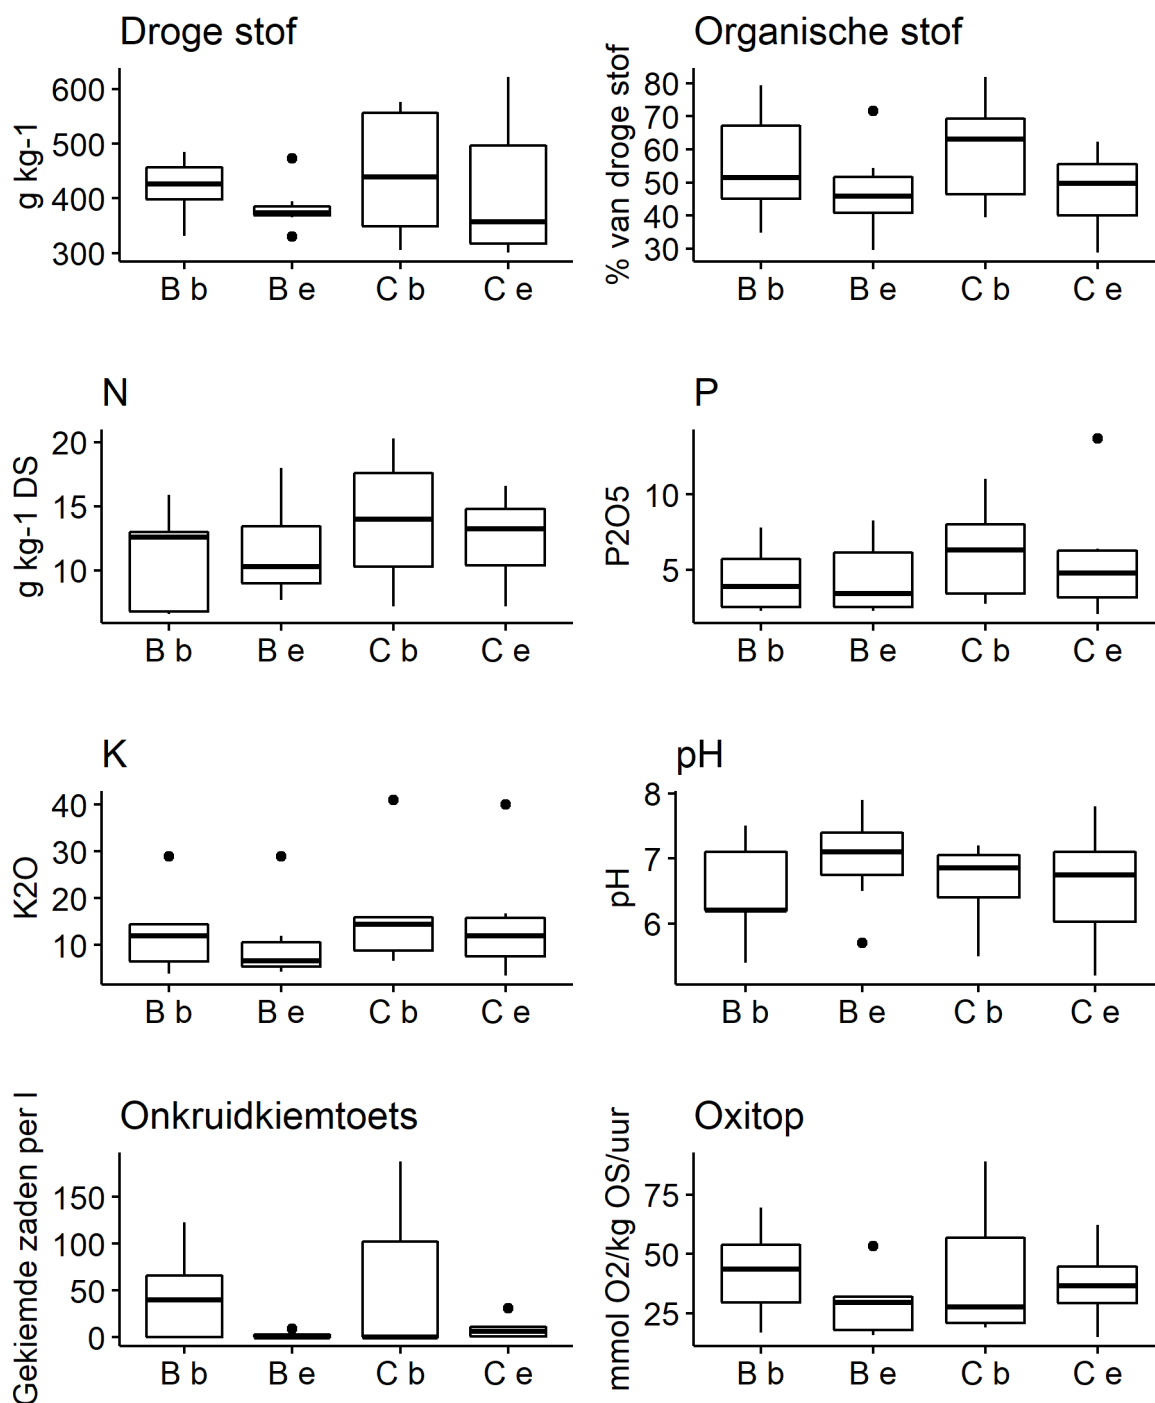 Droge stof
g kg-1
600
500
400
300
B b B e C b C e
Organische stof
% van droge stof
80
70
60
50
40
30
B b B e C b C e
N
g kg-1 DS
20
15
10
B b B e C b C e
P
P2O5
10
5
B b B e C b C e
K
K2O
40
30
20
10
B b B e C b C e
pH
pH
8
7
6
B b B e C b C e
Onkruidkiemtoets
Gekiemde zaden per l
150
100
50
0
B b B e C b C e
Oxitop
mmol O2/kg OS/uur
75
50
25
B b B e C b C e